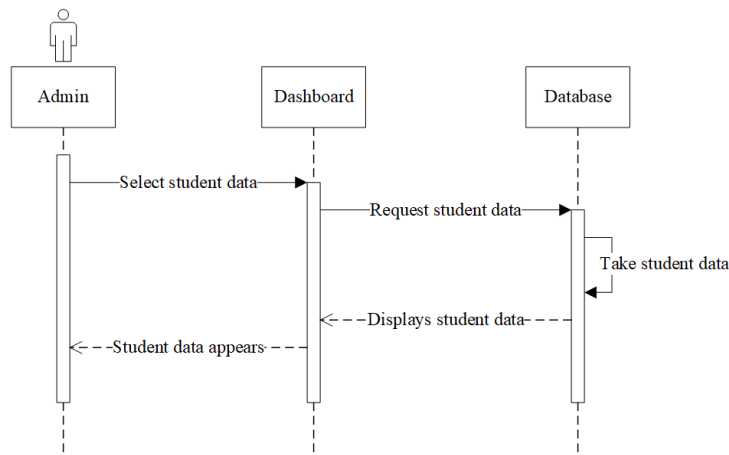 Admin
Dashboard
Database
Select student data
Request student data
Take student data
Displays student data
Student data appears